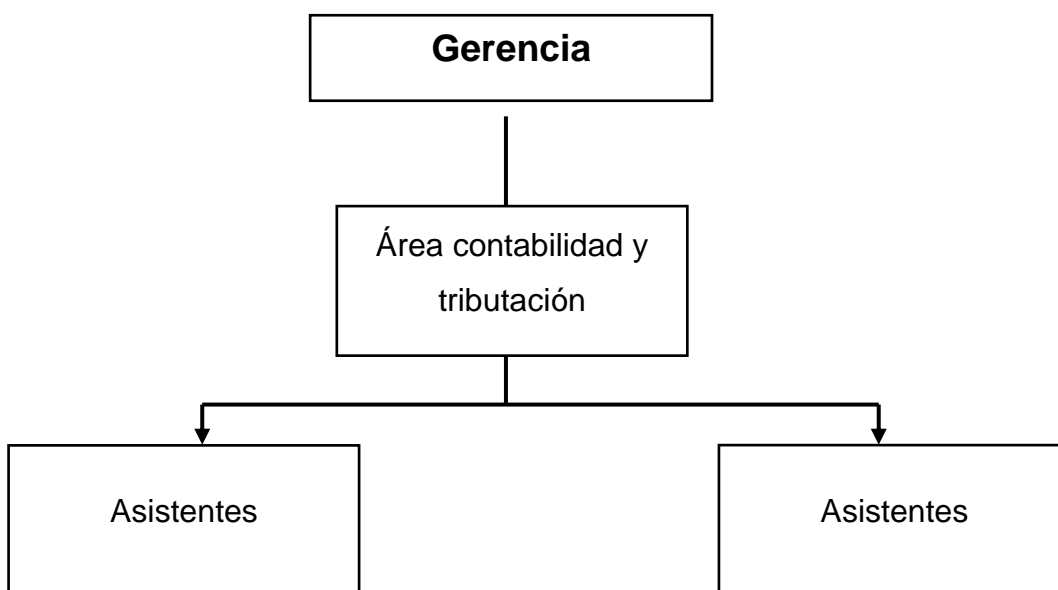 Gerencia
Área contabilidad y
tributación
Asistentes
Asistentes